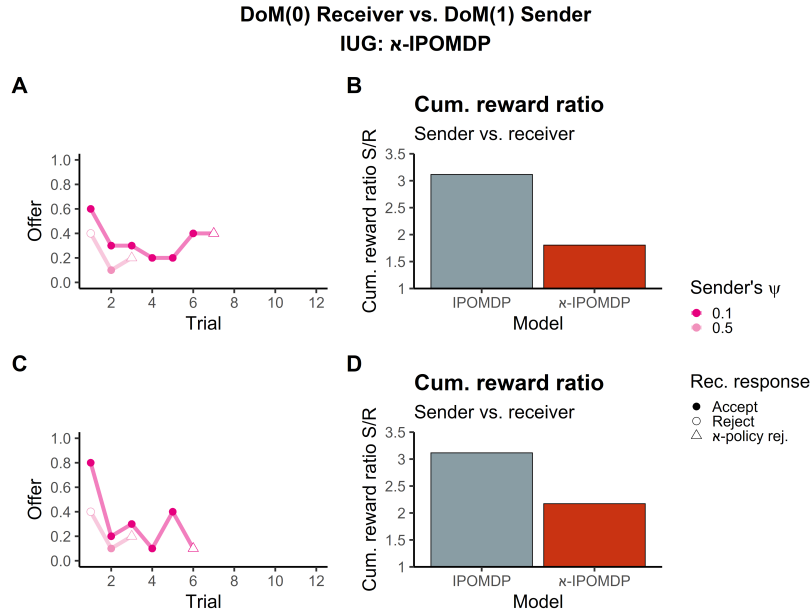 DoM(0) Receiver vs. DoM(1) Sender
IUG: א-IPOMDP
A
Offer
1.0
0.8
0.6
0.4
0.2
0.0
2 4 6 8 10 12
Trial
B
Cum. reward ratio
Sender vs. receiver
Cum. reward ratio S/R
3.5
3
2.5
2
1.5
1
IPOMDP א-IPOMDP
Model
C
Offer
1.0
0.8
0.6
0.4
0.2
0.0
2 4 6 8 10 12
Trial
D
Cum. reward ratio
Sender vs. receiver
Cum. reward ratio S/R
3.5
3
2.5
2
1.5
1
IPOMDP א-IPOMDP
Model
Sender's ψ
0.1
0.5
Rec. response
Accept
Reject
א-policy rej.